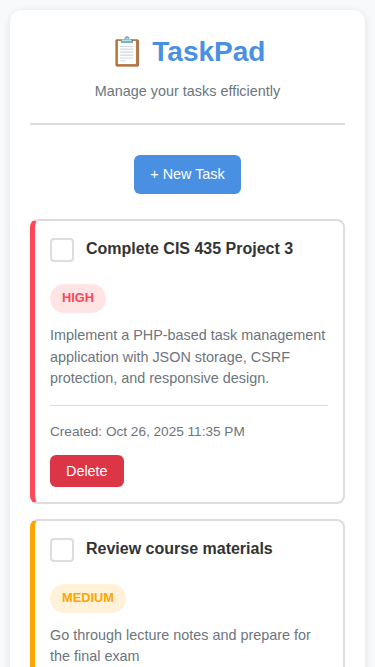 TaskPad
Manage your tasks efficiently
+ New Task
Complete CIS 435 Project 3
HIGH
Implement a PHP-based task management
application with JSON storage, CSRF
protection, and responsive design.
Created: Oct 26, 2025 11:35 PM
Delete
Review course materials
MEDIUM
Go through lecture notes and prepare for
the final exam